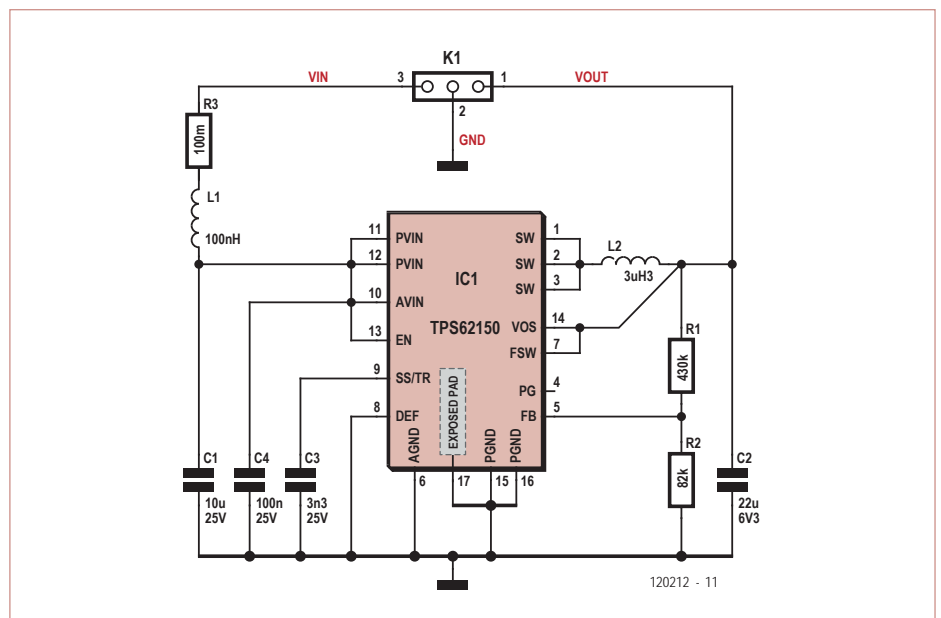 K1
VIN
3
1
VOUT
2
GND
R3
100m
L1
100nH
11
PVIN
12
PVIN
10
AVIN
13
EN
9
SS/TR
8
DEF
IC1
TPS62150
EXPOSED PAD
AGND
PGND
PGND
6
17
15
16
SW
1
SW
2
SW
3
VOS
14
FSW
7
PG
4
FB
5
L2
3uH3
R1
430k
R2
82k
C1
10u
25V
C4
100n
25V
C3
3n3
25V
C2
22u
6V3
120212 - 11